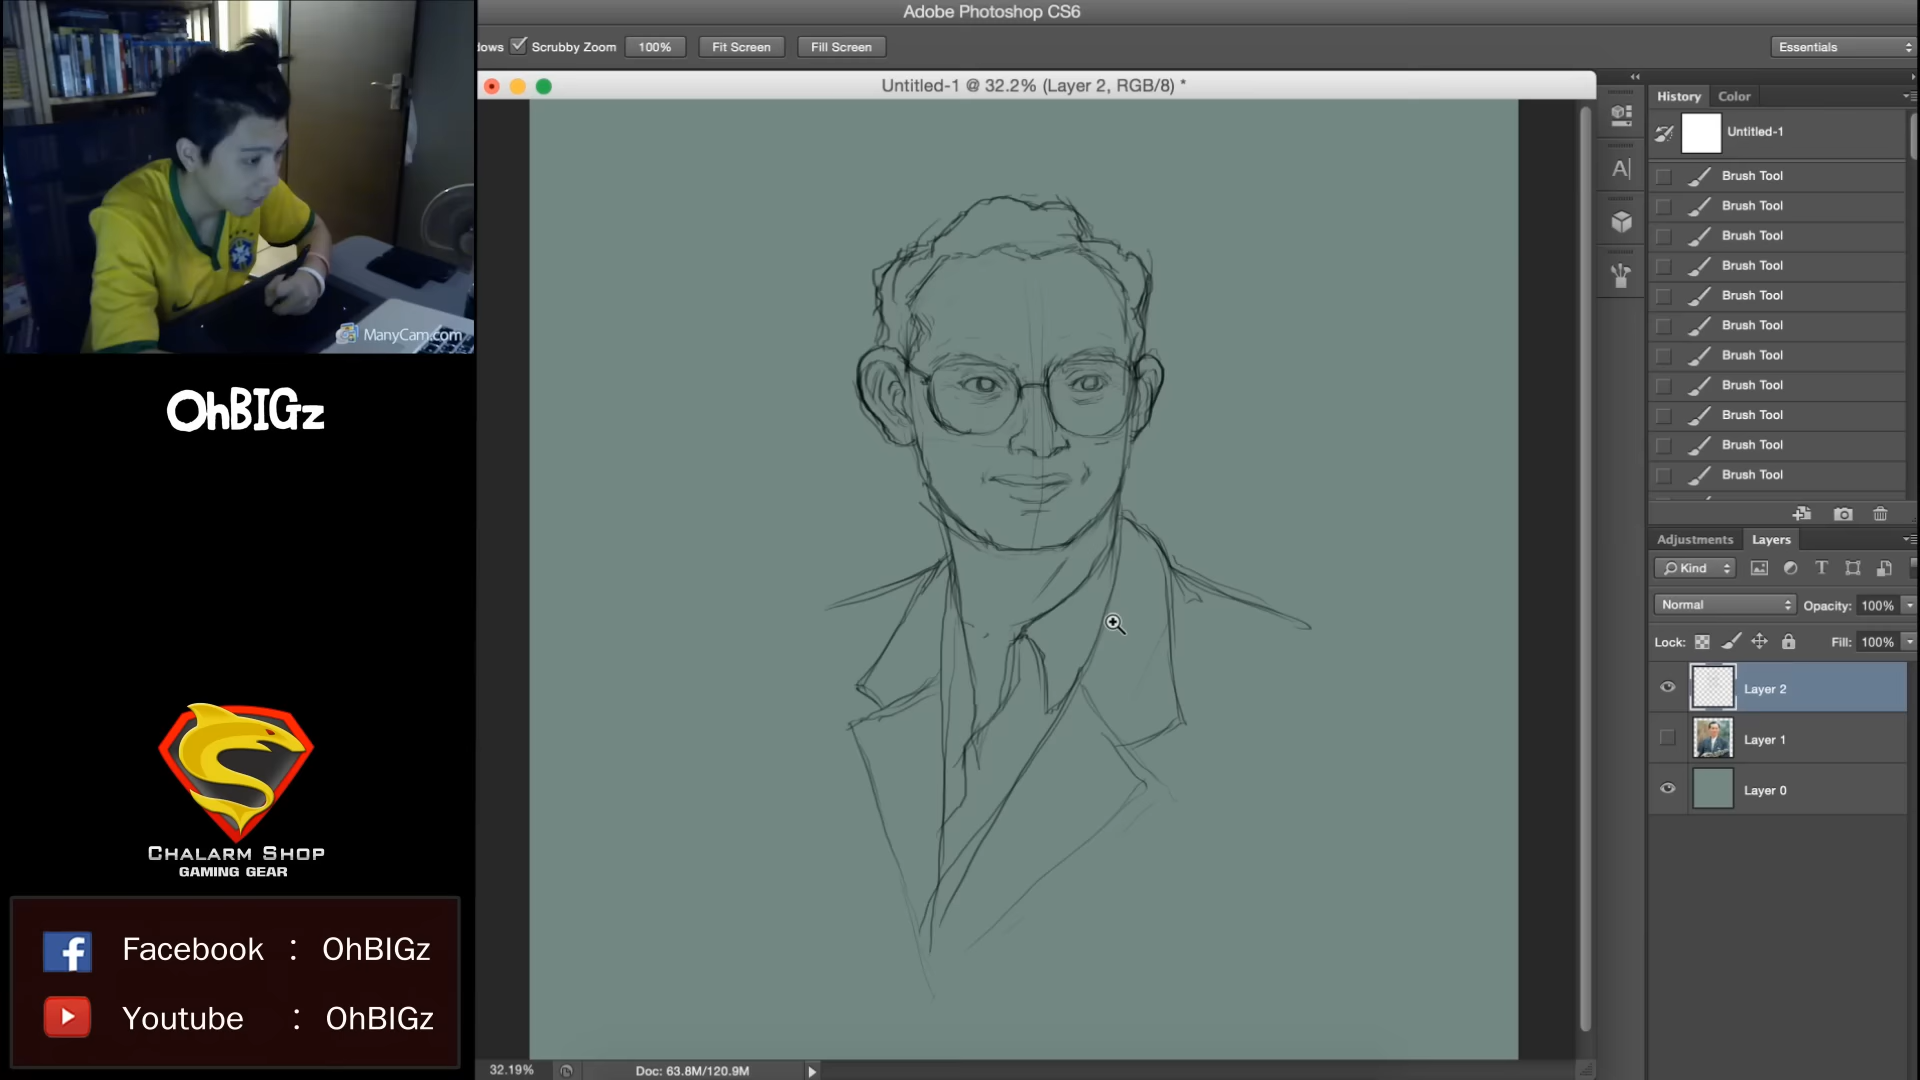 Adobe Photoshop CS6
dows Scrubby Zoom 100% Fit Screen Fill Screen Essentials
Untitled-1 @ 32.2% (Layer 2, RGB/8) *
ManyCam.com
OhBIGz
CHALARM SHOP
GAMING GEAR
Facebook : OhBIGz
Youtube : OhBIGz
History Color
Untitled-1
Brush Tool
Brush Tool
Brush Tool
Brush Tool
Brush Tool
Brush Tool
Brush Tool
Brush Tool
Brush Tool
Brush Tool
Brush Tool
Adjustments Layers
Kind
Normal Opacity: 100%
Lock: Fill: 100%
Layer 2
Layer 1
Layer 0
32.19% Doc: 63.8M/120.9M